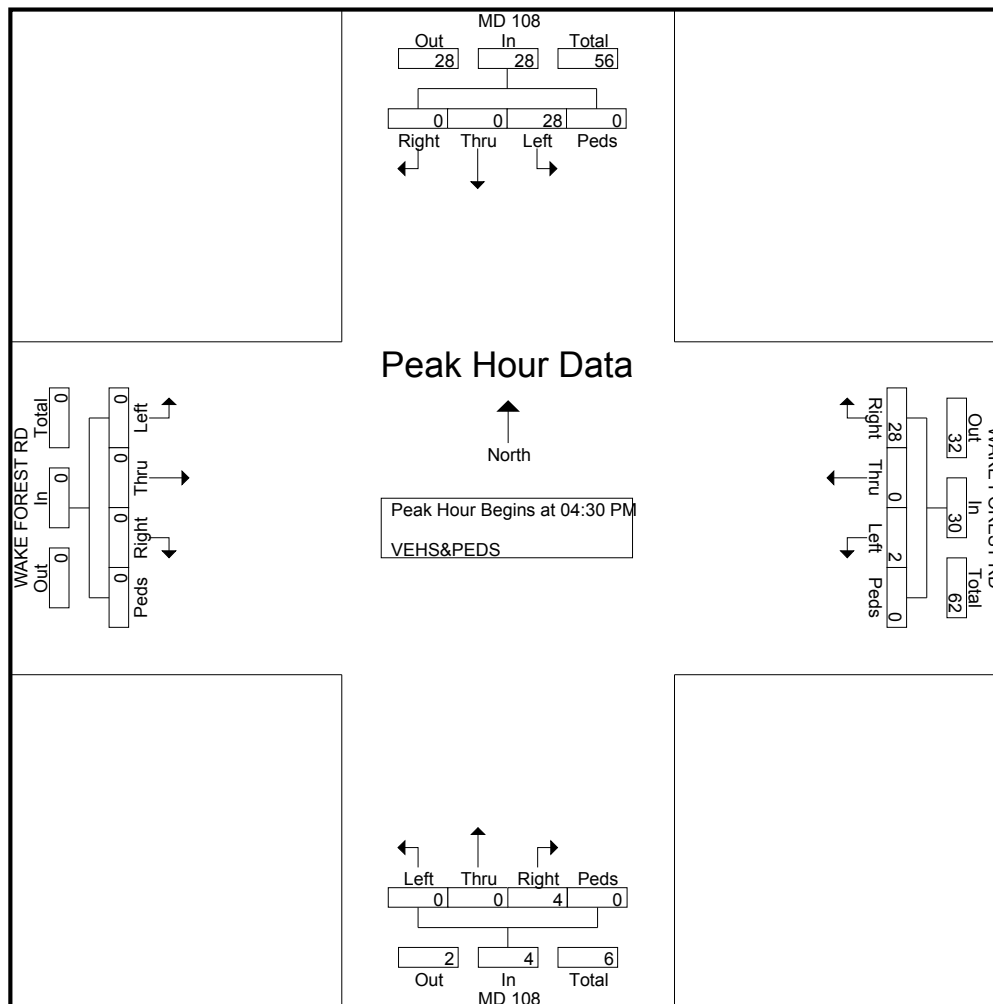 MD 108
Out In Total
28 28 56
0 0 28 0
Right Thru Left Peds
Peak Hour Data
North
Peak Hour Begins at 04:30 PM
VEHS&PEDS
WAKE FOREST RD
Out In Total
0 0 0
Left Thru Right Peds
0 0 0 0
WAKE FOREST RD
Out In Total
32 30 62
Right Thru Left Peds
28 0 2 0
Left Thru Right Peds
0 0 4 0
2 4 6
Out In Total
MD 108